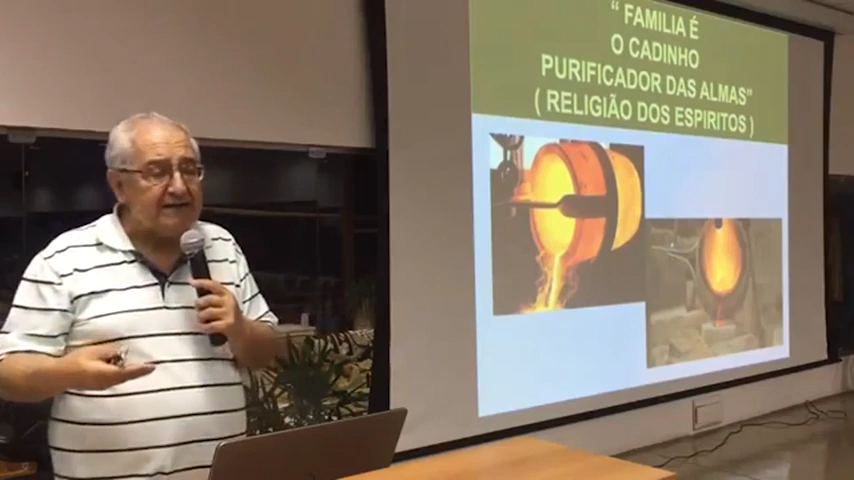 “ FAMILIA É
O CADINHO
PURIFICADOR DAS ALMAS”
( RELIGIÃO DOS ESPIRITOS )